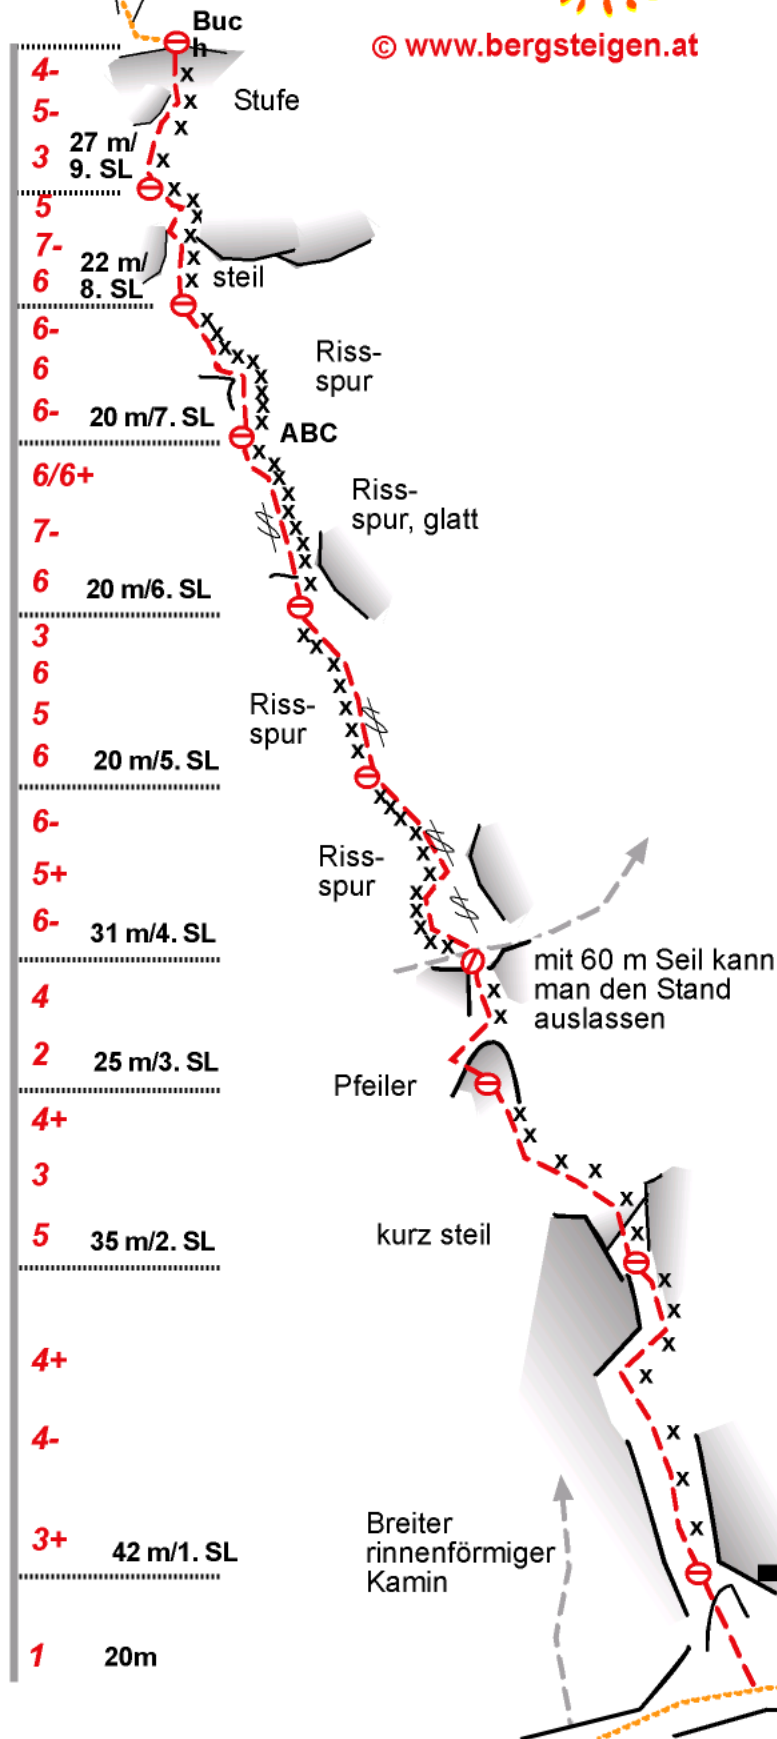 Buc
h
© www.bergsteigen.at
4-
5-
Stufe
27 m/
3
9. SL
5
7-
22 m/
6
8. SL
steil
6-
Riss-
spur
6
6-
20 m/7. SL
ABC
6/6+
Riss-
spur, glatt
7-
6
20 m/6. SL
3
6
5
Riss-
spur
6
20 m/5. SL
6-
Riss-
spur
5+
6-
31 m/4. SL
mit 60 m Seil kann
man den Stand
auslassen
4
2
25 m/3. SL
Pfeiler
4+
3
5
35 m/2. SL
kurz steil
4+
4-
Breiter
rinnenförmiger
Kamin
3+
42 m/1. SL
1
20m